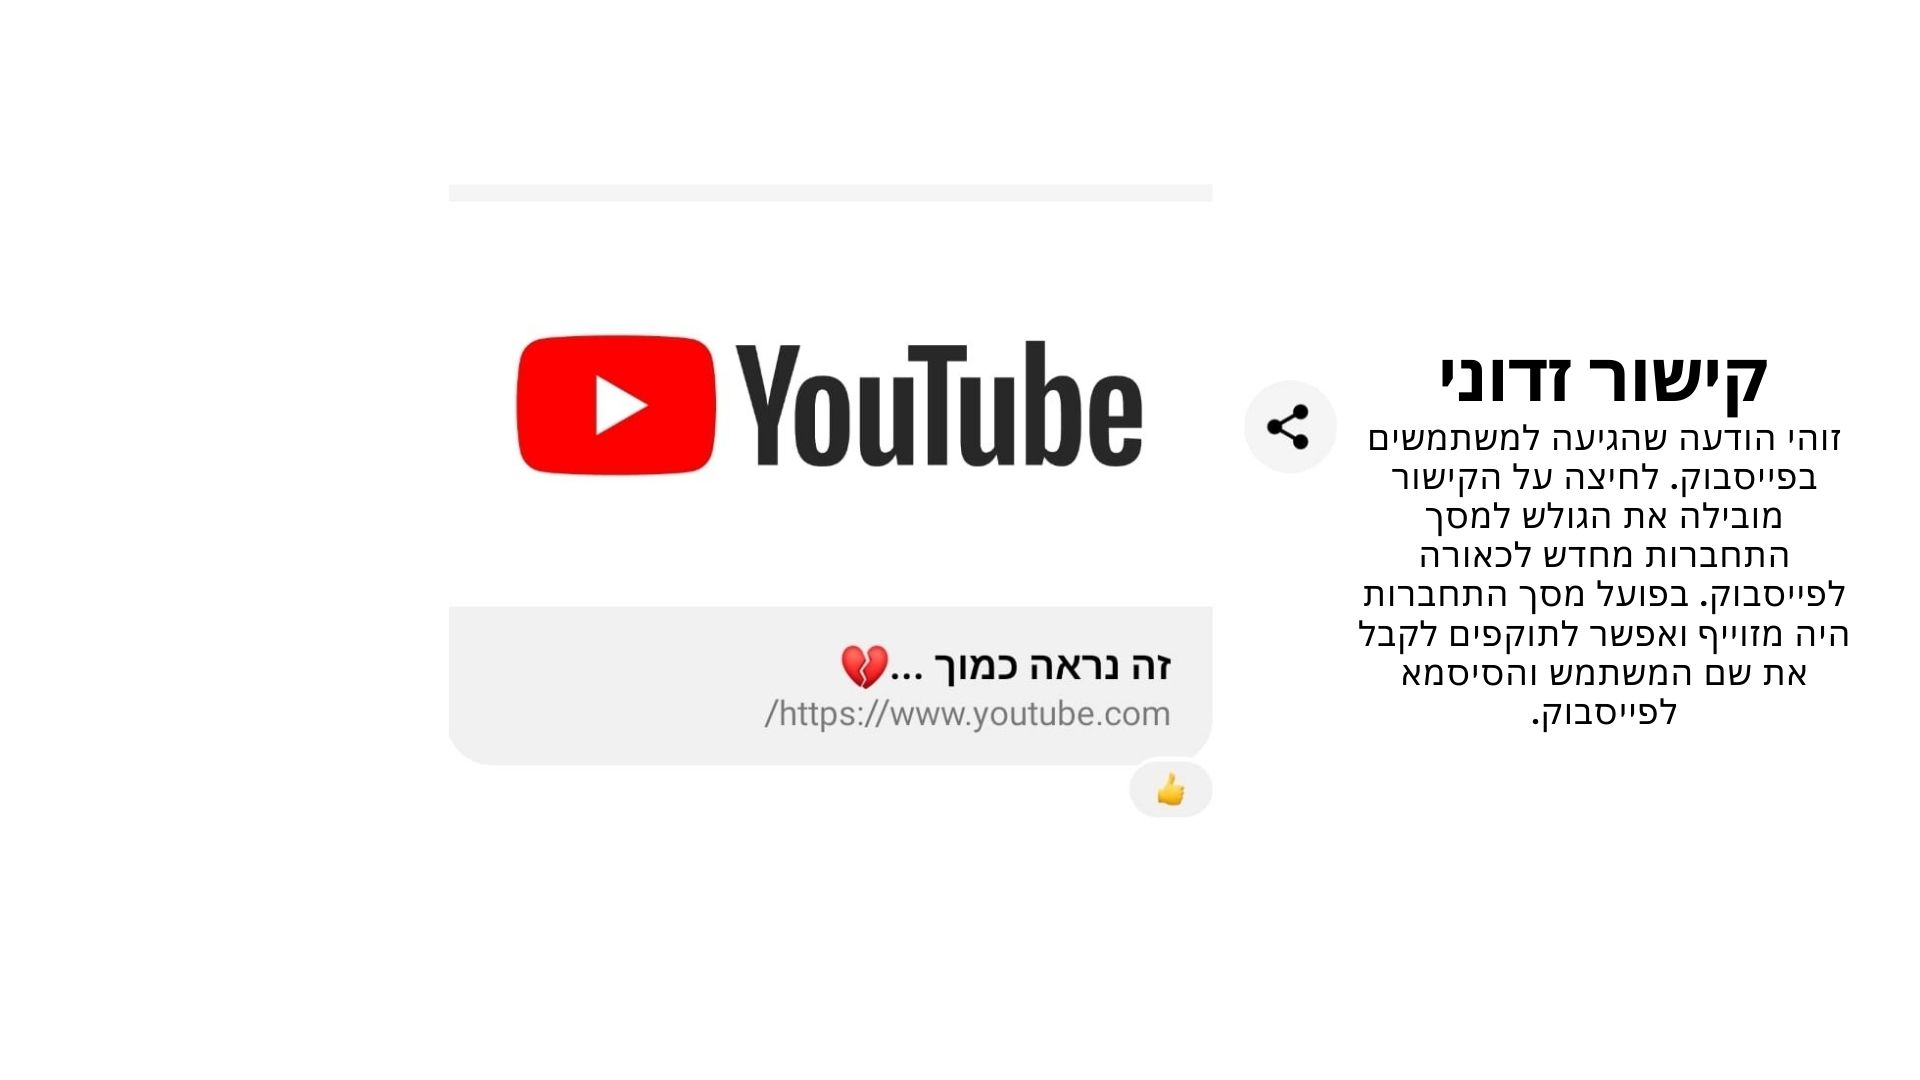 קישור זדוני
זוהי הודעה שהגיעה למשתמשים
בפייסבוק. לחיצה על הקישור
מובילה את הגולש למסך
התחברות מחדש לכאורה
לפייסבוק. בפועל מסך התחברות
היה מזוייף ואפשר לתוקפים לקבל
את שם המשתמש והסיסמא
לפייסבוק.
YouTube
זה נראה כמוך ...💔
https://www.youtube.com/